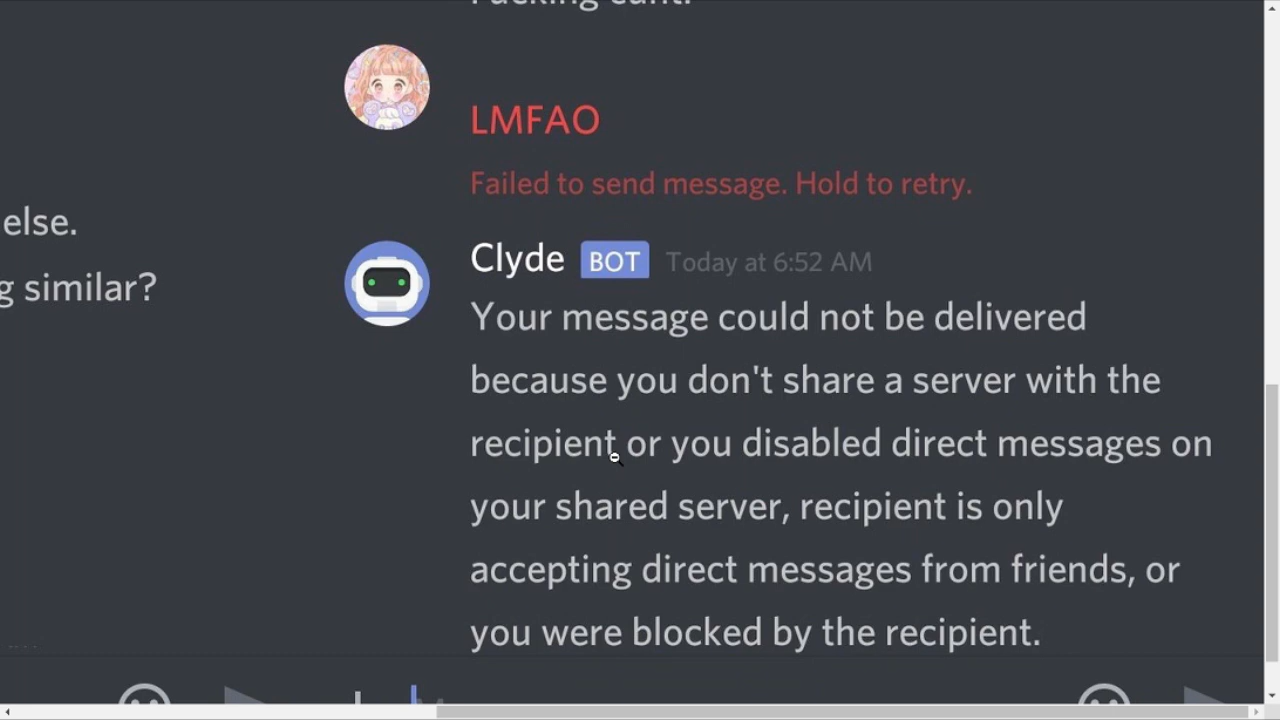 Fucking cunt.
LMFAO
Failed to send message. Hold to retry.
else.
g similar?
Clyde BOT Today at 6:52 AM
Your message could not be delivered
because you don't share a server with the
recipient or you disabled direct messages on
your shared server, recipient is only
accepting direct messages from friends, or
you were blocked by the recipient.